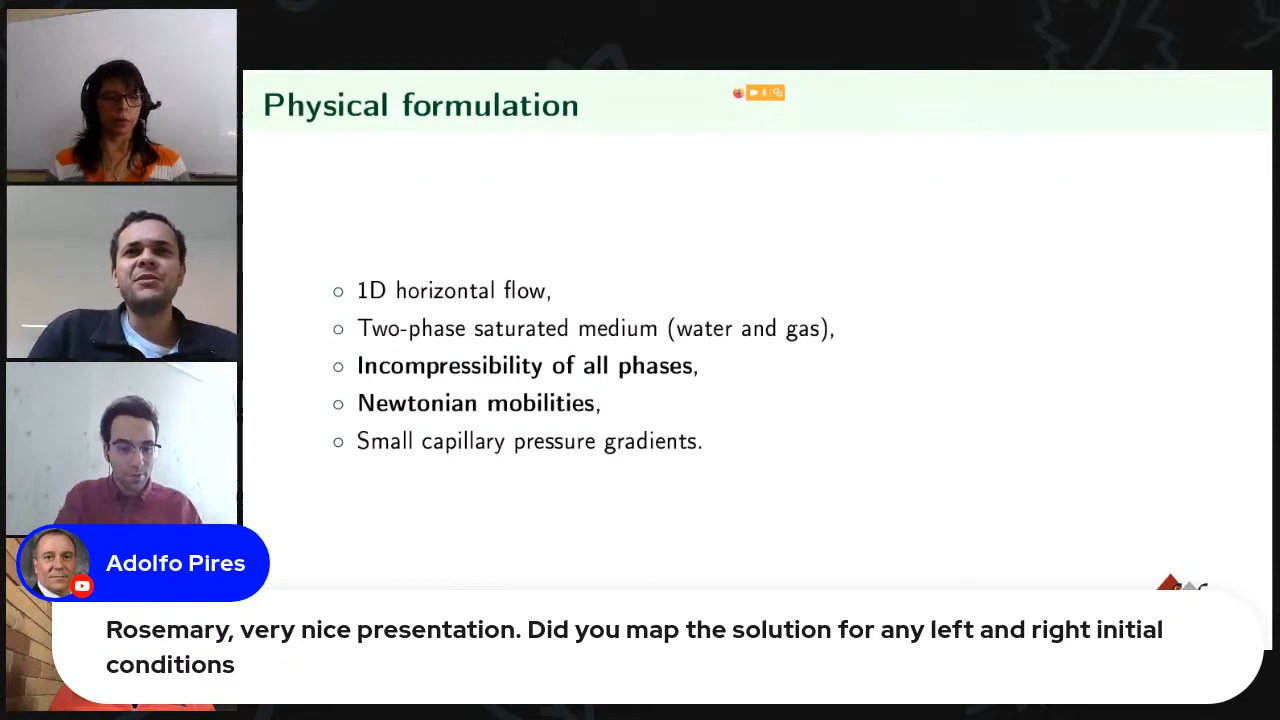 Physical formulation
1D horizontal flow,
Two-phase saturated medium (water and gas),
Incompressibility of all phases,
Newtonian mobilities,
Small capillary pressure gradients.
Adolfo Pires
Rosemary, very nice presentation. Did you map the solution for any left and right initial
conditions